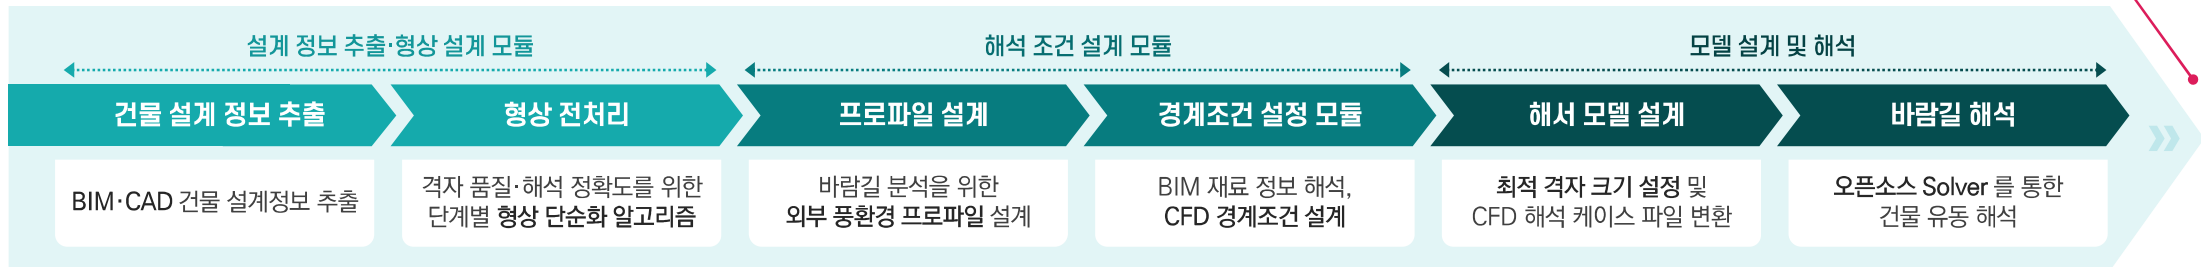 설계 정보 추출·형상 설계 모듈
해석 조건 설계 모듈
모델 설계 및 해석
건물 설계 정보 추출
형상 전처리
프로파일 설계
경계조건 설정 모듈
해서 모델 설계
바람길 해석
BIM·CAD 건물 설계정보 추출
격자 품질·해석 정확도를 위한
단계별 형상 단순화 알고리즘
바람길 분석을 위한
외부 풍환경 프로파일 설계
BIM 재료 정보 해석,
CFD 경계조건 설계
최적 격자 크기 설정 및
CFD 해석 케이스 파일 변환
오픈소스 Solver 를 통한
건물 유동 해석